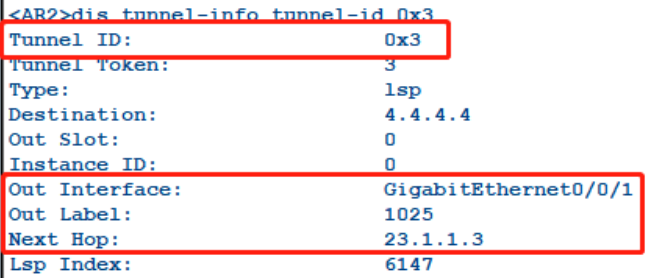 <AR2>dis tunnel-info tunnel-id 0x3
Tunnel ID: 0x3
Tunnel Token: 3
Type: lsp
Destination: 4.4.4.4
Out Slot: 0
Instance ID: 0
Out Interface: GigabitEthernet0/0/1
Out Label: 1025
Next Hop: 23.1.1.3
Lsp Index: 6147